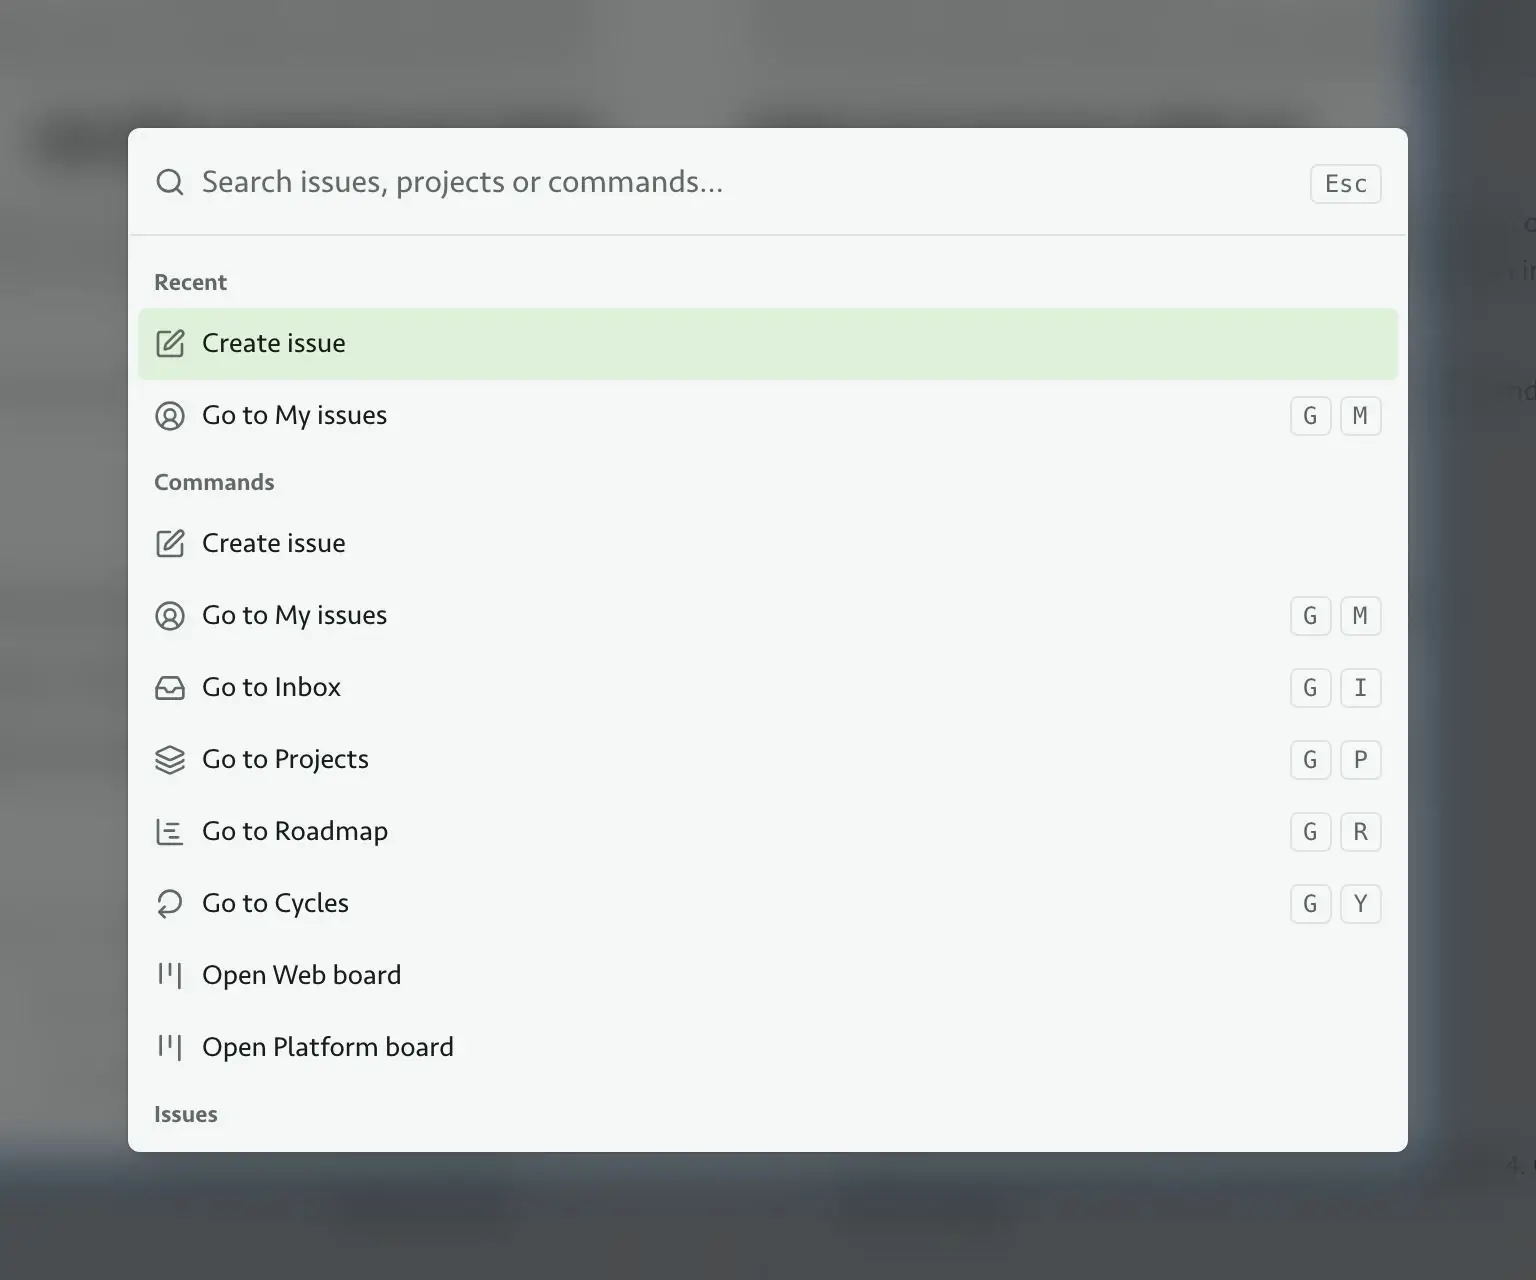 Search issues, projects or commands...
Esc
Recent
Create issue
Go to My issues G M
Commands
Create issue
Go to My issues G M
Go to Inbox G I
Go to Projects G P
Go to Roadmap G R
Go to Cycles G Y
Open Web board
Open Platform board
Issues